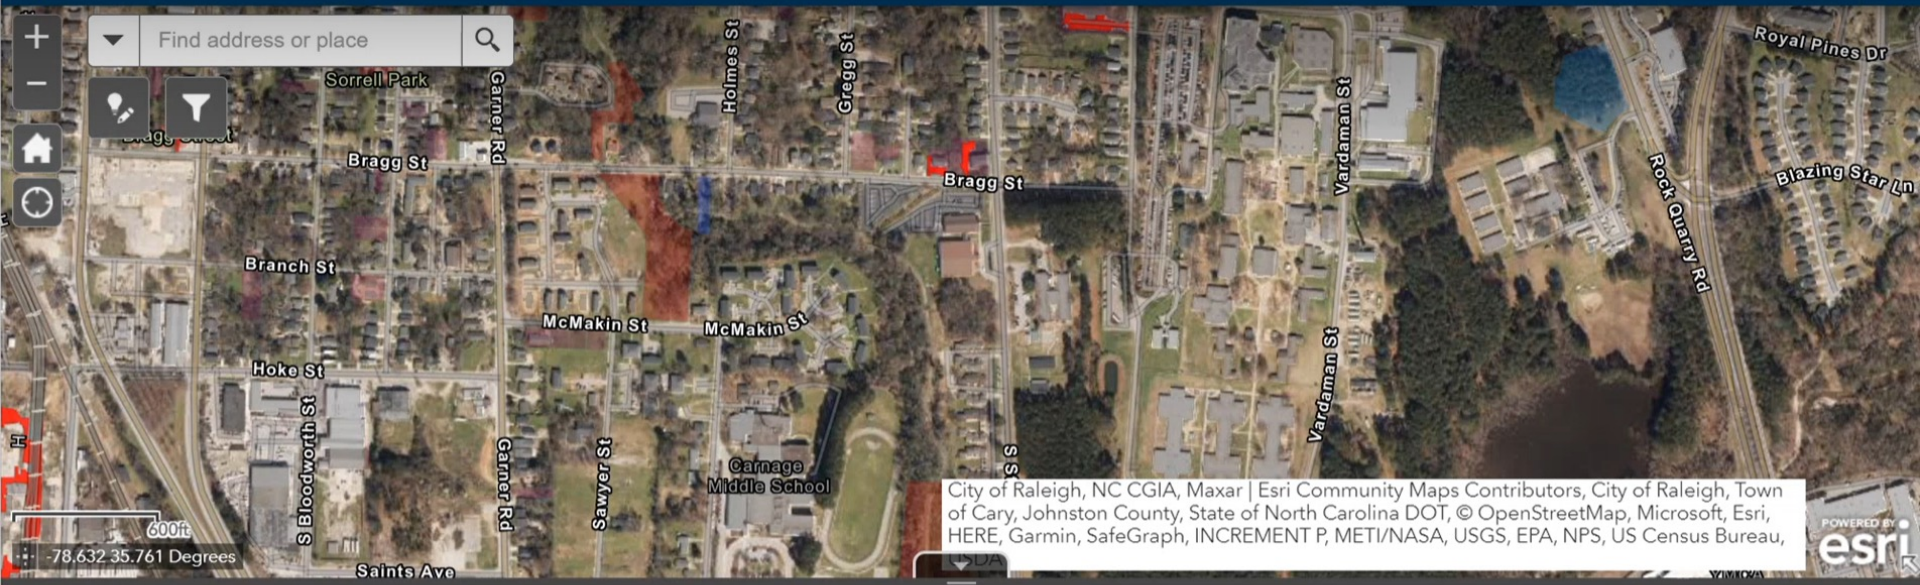 Find address or place
Sorrell Park
Bragg Street
Garner Rd
Holmes St
Gregg St
Royal Pines Dr
Vardaman St
Bragg St
Bragg St
Rock Quarry Rd
Blazing Star Ln
Branch St
McMakin St
McMakin St
Hoke St
S Bloodworth St
Garner Rd
Sawyer St
Vardaman St
Carnage
Middle School
H
S S
600ft
-78.632 35.761 Degrees
Saints Ave
City of Raleigh, NC CGIA, Maxar | Esri Community Maps Contributors, City of Raleigh, Town
of Cary, Johnston County, State of North Carolina DOT, © OpenStreetMap, Microsoft, Esri,
HERE, Garmin, SafeGraph, INCREMENT P, METI/NASA, USGS, EPA, NPS, US Census Bureau,
USDA
POWERED BY
esri
YMCA